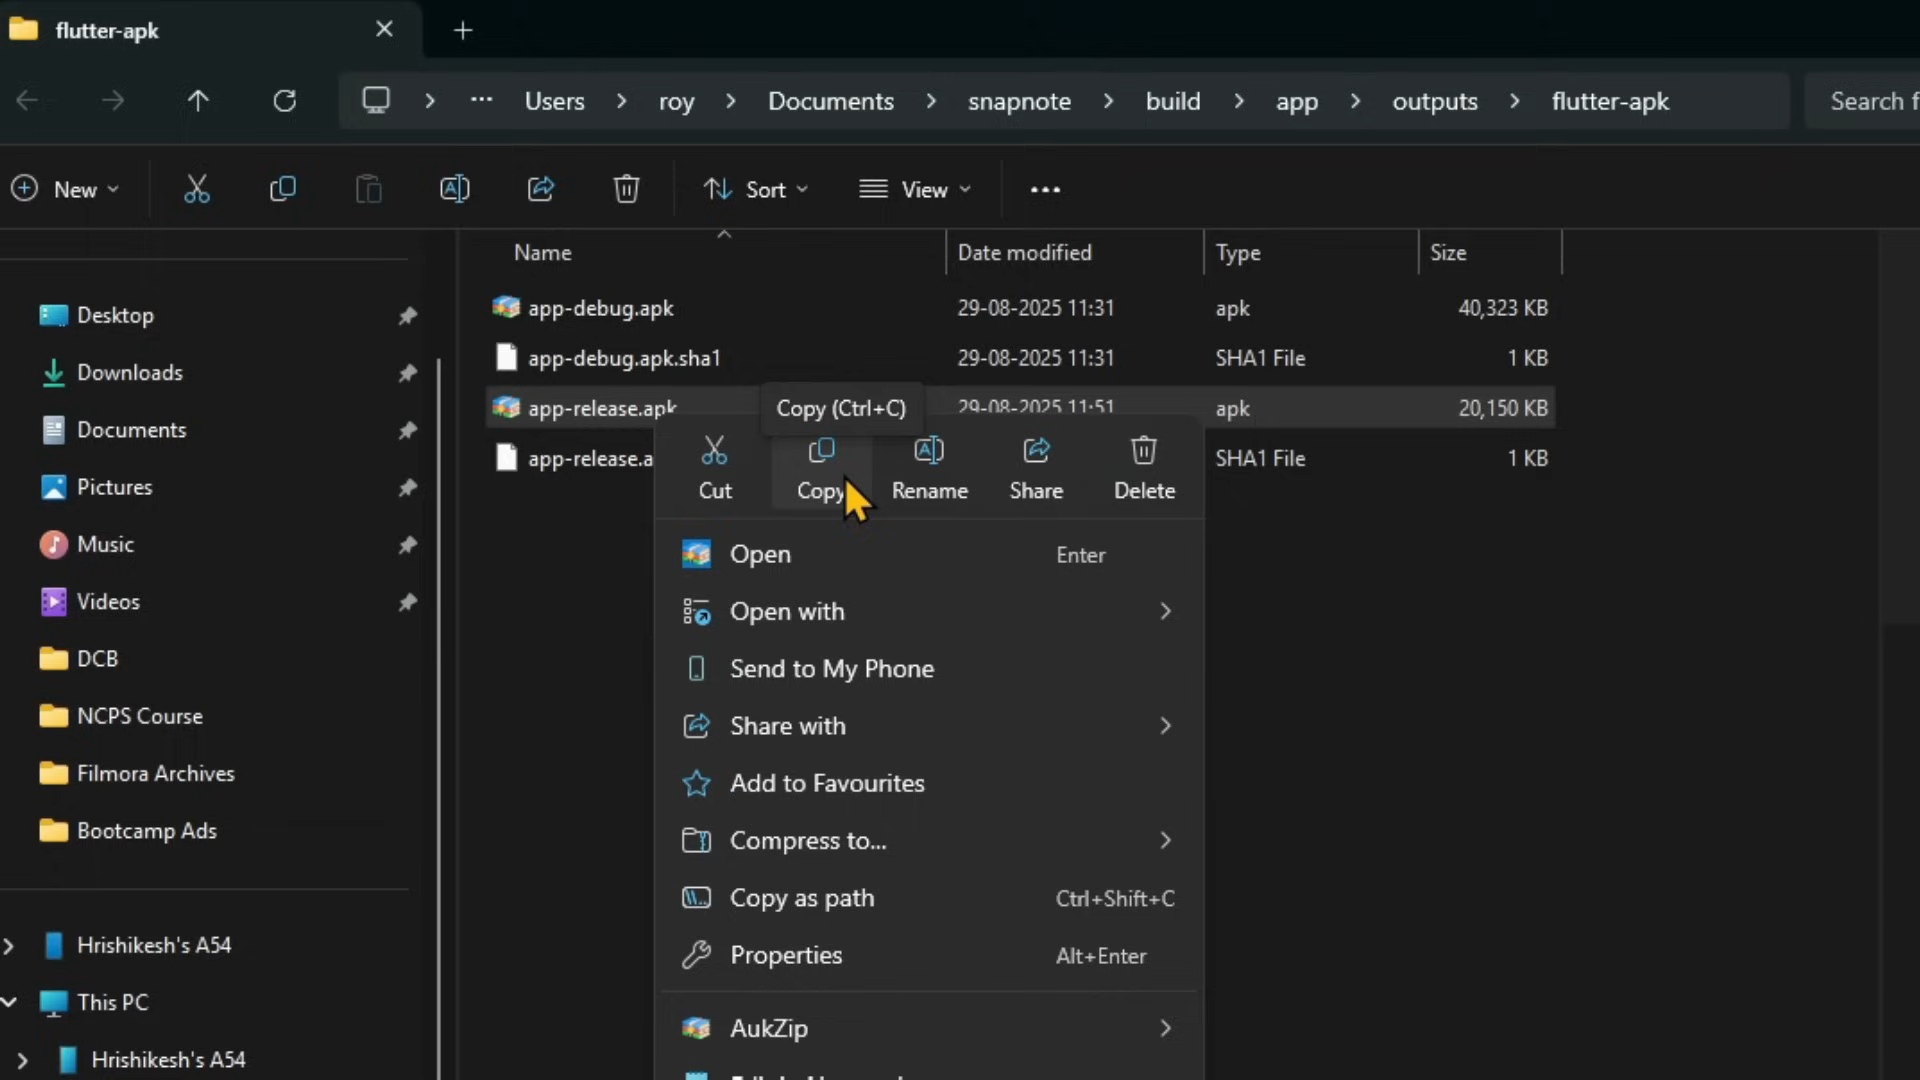 flutter-apk
Users > roy > Documents > snapnote > build > app > outputs > flutter-apk
Search f
New
Sort
View
Name
Date modified
Type
Size
app-debug.apk 29-08-2025 11:31 apk 40,323 KB
app-debug.apk.sha1 29-08-2025 11:31 SHA1 File 1 KB
app-release.apk 29-08-2025 11:51 apk 20,150 KB
app-release.a SHA1 File 1 KB
Copy (Ctrl+C)
Cut
Copy
Rename
Share
Delete
Open Enter
Open with
Send to My Phone
Share with
Add to Favourites
Compress to...
Copy as path Ctrl+Shift+C
Properties Alt+Enter
AukZip
Desktop
Downloads
Documents
Pictures
Music
Videos
DCB
NCPS Course
Filmora Archives
Bootcamp Ads
Hrishikesh's A54
This PC
Hrishikesh's A54